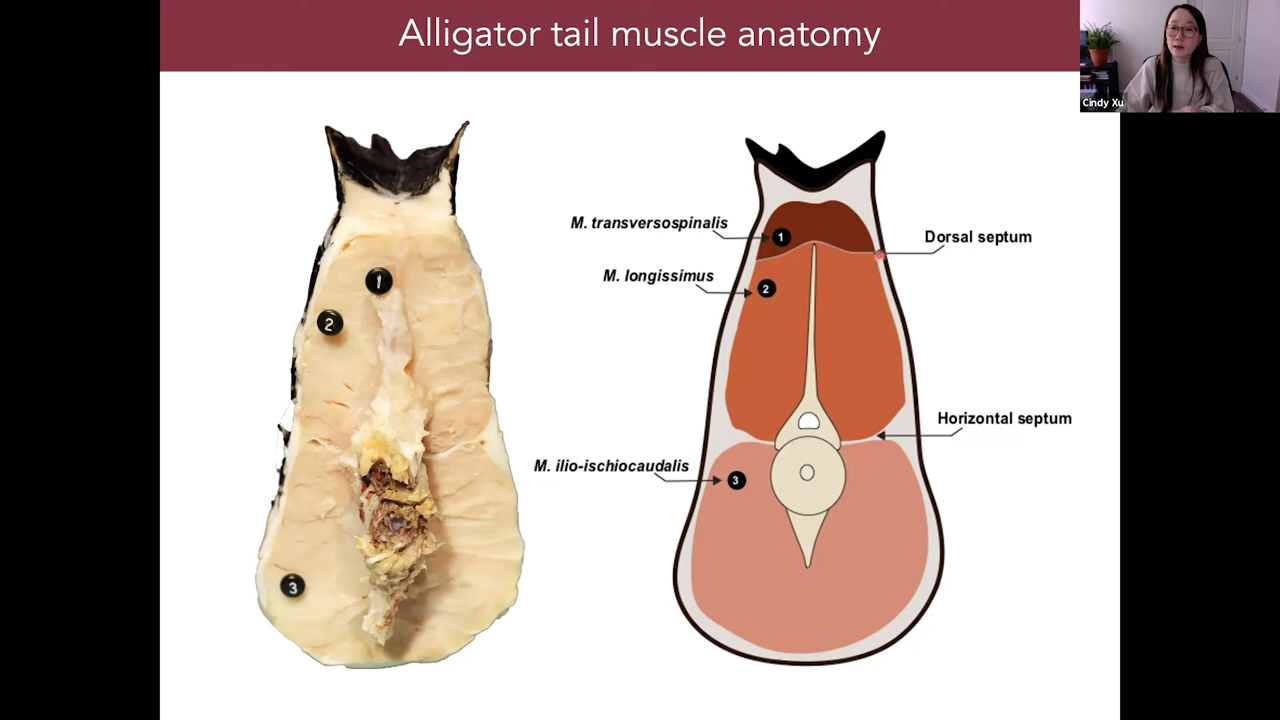 Alligator tail muscle anatomy
Cindy Xu
M. transversospinalis
1
Dorsal septum
M. longissimus
2
1
2
Horizontal septum
M. ilio-ischiocaudalis
3
3